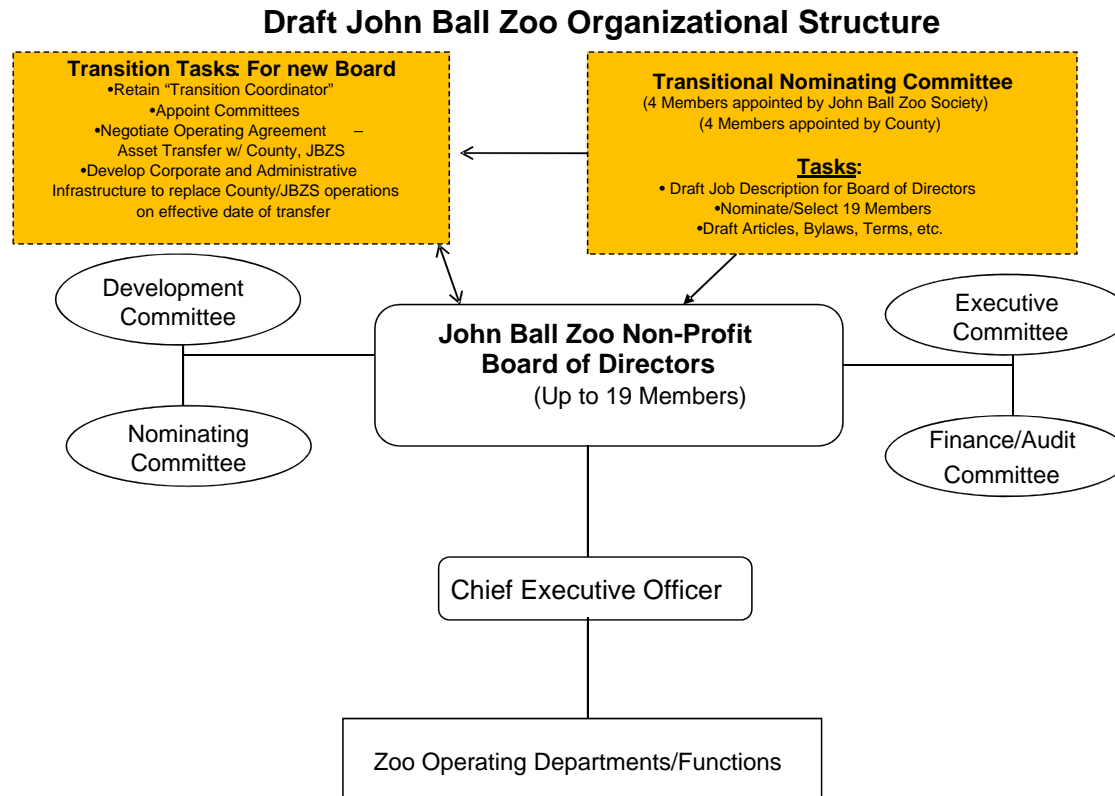 Draft John Ball Zoo Organizational Structure
Transition Tasks: For new Board
•Retain “Transition Coordinator”
•Appoint Committees
•Negotiate Operating Agreement –
Asset Transfer w/ County, JBZS
•Develop Corporate and Administrative
Infrastructure to replace County/JBZS operations
on effective date of transfer
Transitional Nominating Committee
(4 Members appointed by John Ball Zoo Society)
(4 Members appointed by County)
Tasks:
• Draft Job Description for Board of Directors
•Nominate/Select 19 Members
•Draft Articles, Bylaws, Terms, etc.
Development
Committee
Nominating
Committee
John Ball Zoo Non-Profit
Board of Directors
(Up to 19 Members)
Executive
Committee
Finance/Audit
Committee
Chief Executive Officer
Zoo Operating Departments/Functions